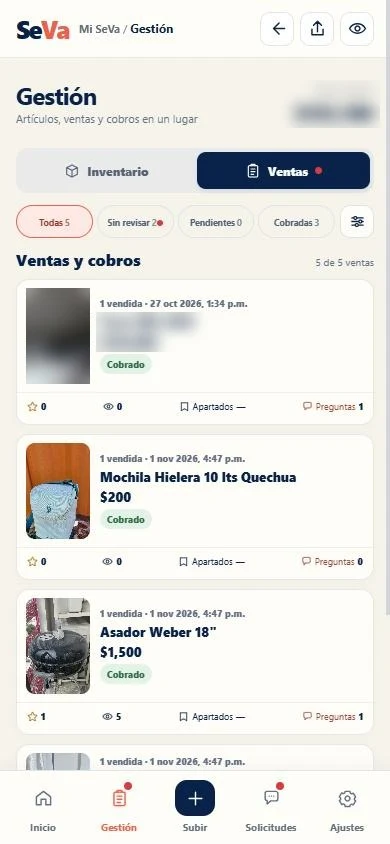 SeVa Mi SeVa / Gestión
Gestión
Artículos, ventas y cobros en un lugar
Inventario Ventas
Todas 5 Sin revisar 2 Pendientes 0 Cobradas 3
Ventas y cobros 5 de 5 ventas
1 vendida · 27 oct 2026, 1:34 p.m.
Cobrado
0 0 Apartados — Preguntas 1
1 vendida · 1 nov 2026, 4:47 p.m.
Mochila Hielera 10 lts Quechua
$200
Cobrado
0 0 Apartados — Preguntas 0
1 vendida · 1 nov 2026, 4:47 p.m.
Asador Weber 18"
$1,500
Cobrado
1 5 Apartados — Preguntas 1
1 vendida · 1 nov 2026, 4:47 p.m.
Inicio Gestión Subir Solicitudes Ajustes